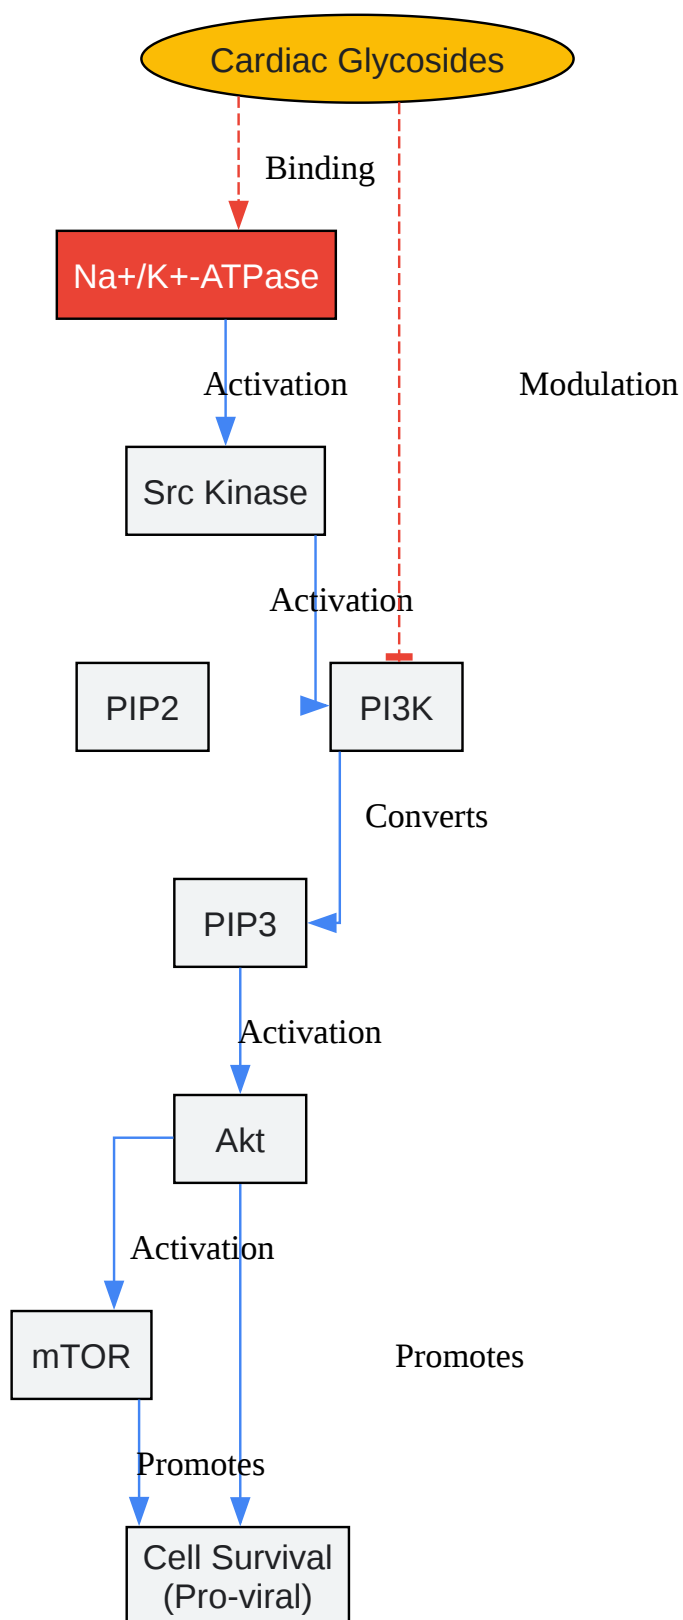 Cardiac Glycosides
Binding
Na+/K+-ATPase
Activation
Modulation
Src Kinase
Activation
PIP2
PI3K
Converts
PIP3
Activation
Akt
Activation
mTOR
Promotes
Promotes
Cell Survival
(Pro-viral)